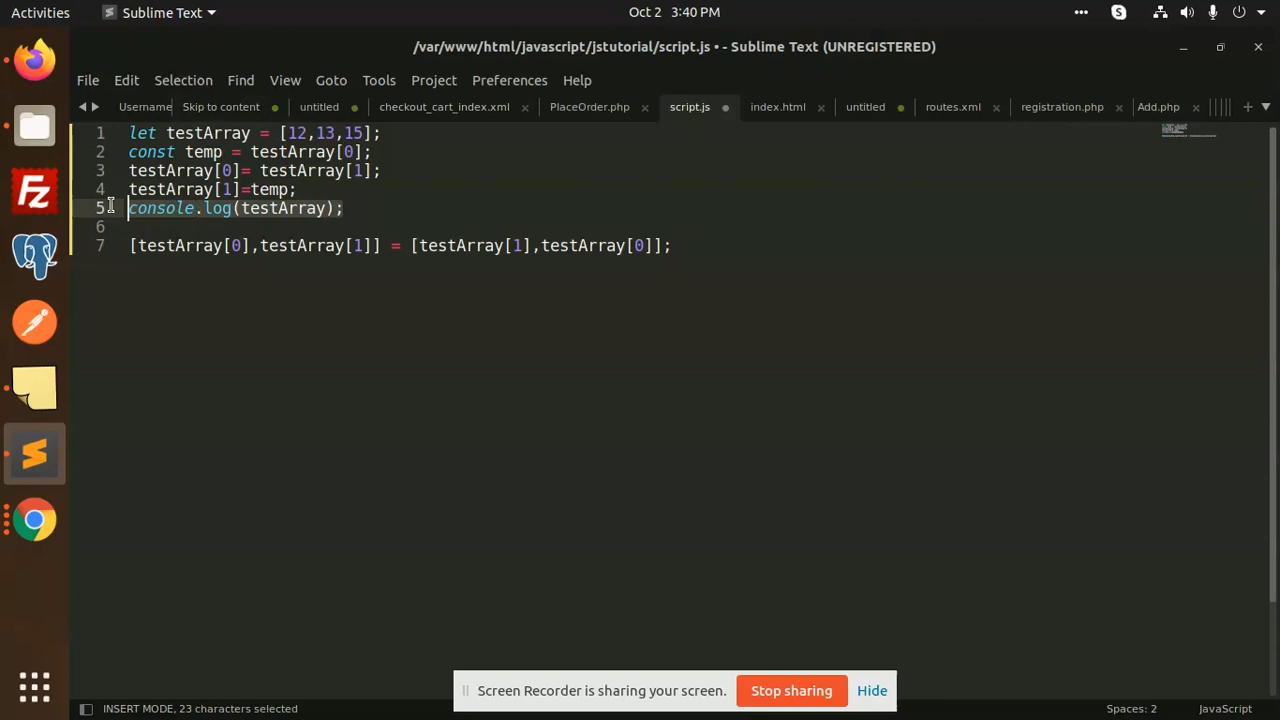 Activities
Sublime Text
Oct 2 3:40 PM
/var/www/html/javascript/jstutorial/script.js • - Sublime Text (UNREGISTERED)
File Edit Selection Find View Goto Tools Project Preferences Help
Username Skip to content untitled checkout_cart_index.xml PlaceOrder.php script.js index.html untitled routes.xml registration.php Add.php
1 let testArray = [12,13,15];
2 const temp = testArray[0];
3 testArray[0]= testArray[1];
4 testArray[1]=temp;
5 console.log(testArray);
6
7 [testArray[0],testArray[1]] = [testArray[1],testArray[0]];
Screen Recorder is sharing your screen. Stop sharing Hide
INSERT MODE, 23 characters selected
Spaces: 2
JavaScript